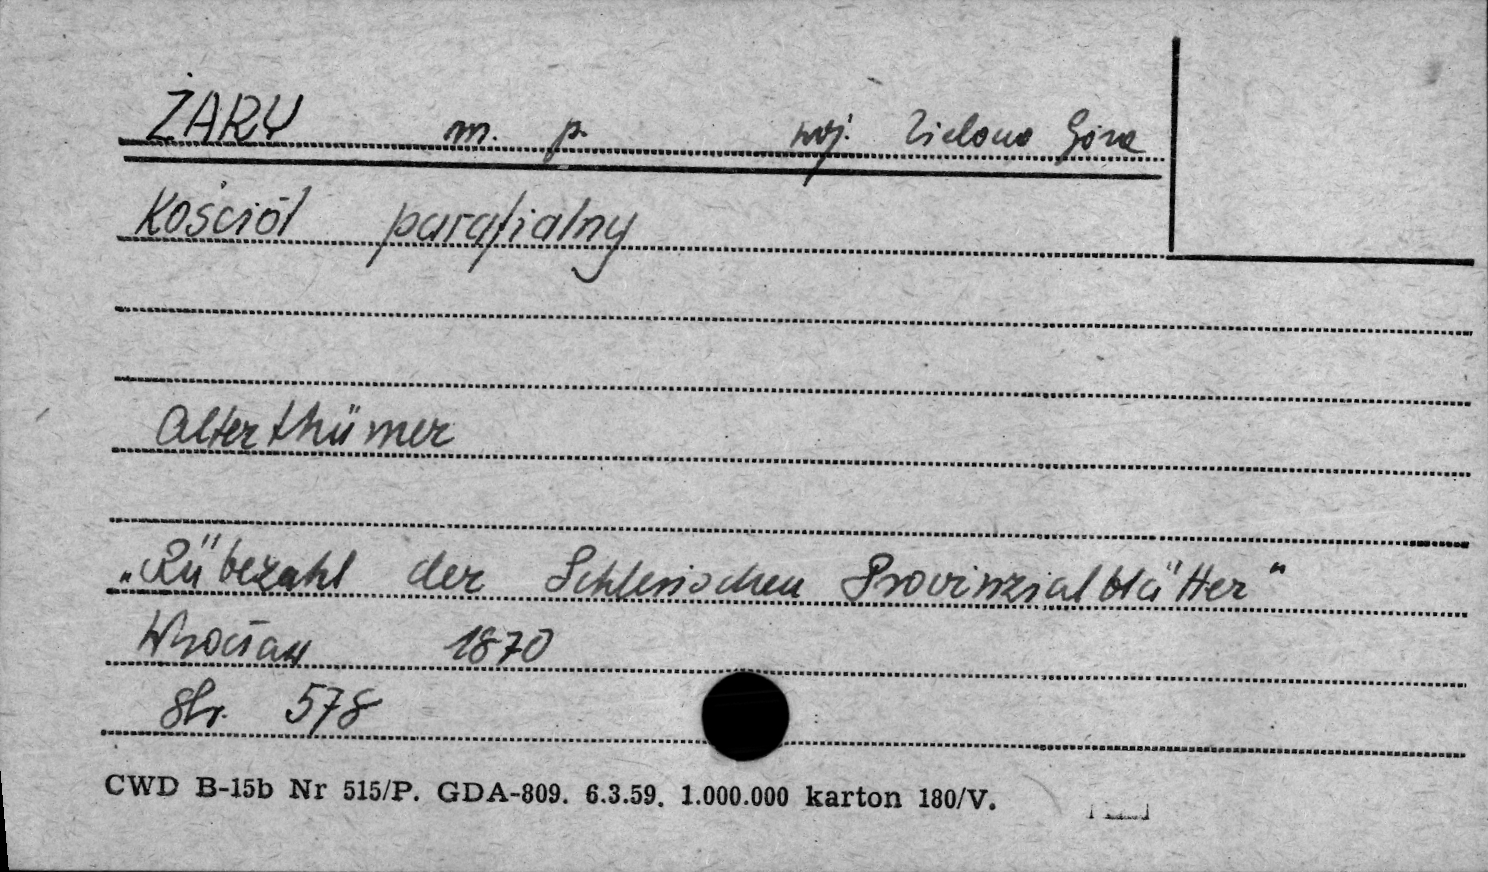 ŻARY m. p. woj. Zielona Góra
Kościół parafialny
Alterthümer
„Rübezahl der Schlesischen Provinzialblätter"
Wrocław 1870
str. 578
CWD B-15b Nr 515/P. GDA-809. 6.3.59. 1.000.000 karton 180/V.